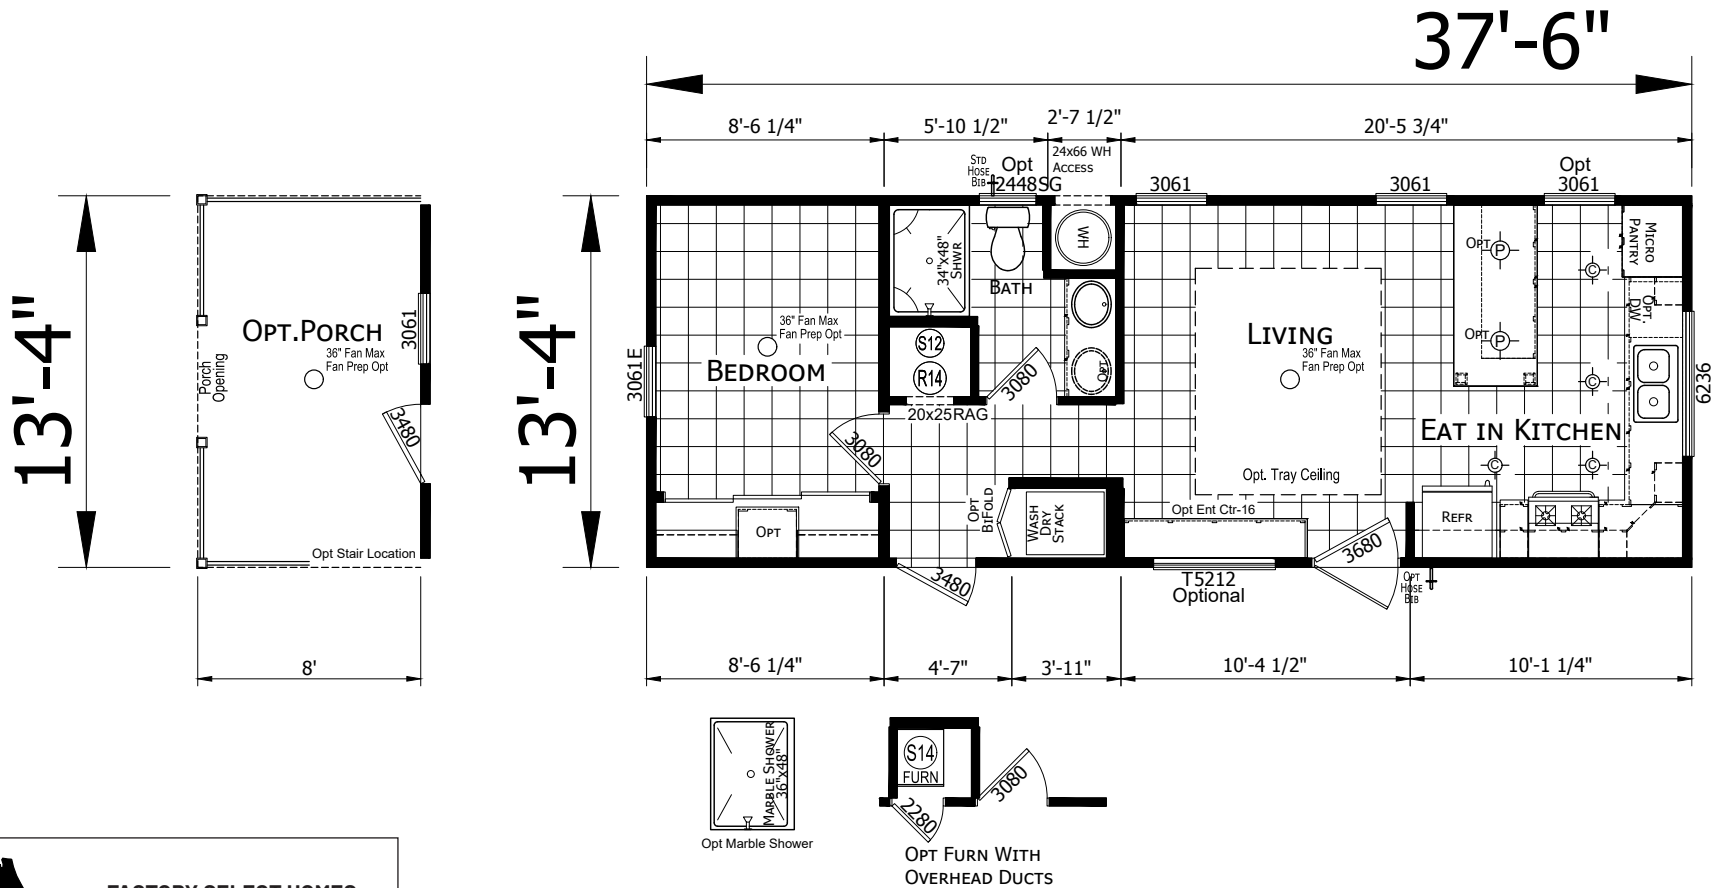 37'-6"
8'-6 1/4"
5'-10 1/2"
2'-7 1/2"
20'-5 3/4"
STD
HOSE
BIB
Opt
2448SG
24x66 WH
ACCESS
3061
3061
Opt
3061
13'-4"
OPT.PORCH
36" Fan Max
Fan Prep Opt
Porch
Opening
3061
3480
Opt Stair Location
8'
13'-4"
3061E
BEDROOM
36" Fan Max
Fan Prep Opt
OPT
3080
34"x48"
SHWR
BATH
WH
S12
R14
20x25RAG
3080
OPT
OPT
BIFOLD
WASH
DRY
STACK
3480
LIVING
36" Fan Max
Fan Prep Opt
Opt. Tray Ceiling
Opt Ent Ctr-16
T5212
Optional
3680
OPT
HOSE
BIB
OPT P
OPT P
C
C
C
C
MICRO
PANTRY
OPT.
DW.
6236
EAT IN KITCHEN
REFR
8'-6 1/4"
4'-7"
3'-11"
10'-4 1/2"
10'-1 1/4"
MARBLE SHOWER
36"x48"
Opt Marble Shower
S14
FURN
2280
3080
OPT FURN WITH
OVERHEAD DUCTS
FACTORY SELECT HOMES